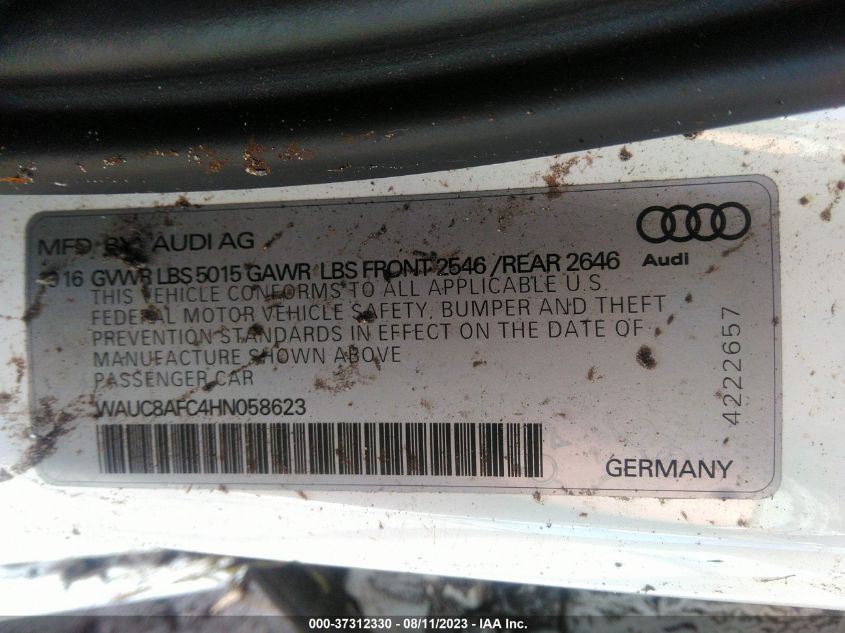 MFD BY AUDI AG
16 GVWR LBS 5015 GAWR LBS FRONT 2546 /REAR 2646
THIS VEHICLE CONFORMS TO ALL APPLICABLE U.S.
FEDERAL MOTOR VEHICLE SAFETY, BUMPER AND THEFT
PREVENTION STANDARDS IN EFFECT ON THE DATE OF
MANUFACTURE SHOWN ABOVE
PASSENGER CAR
WAUC8AFC4HN058623
Audi
4222657
GERMANY
000-37312330 - 08/11/2023 - IAA Inc.